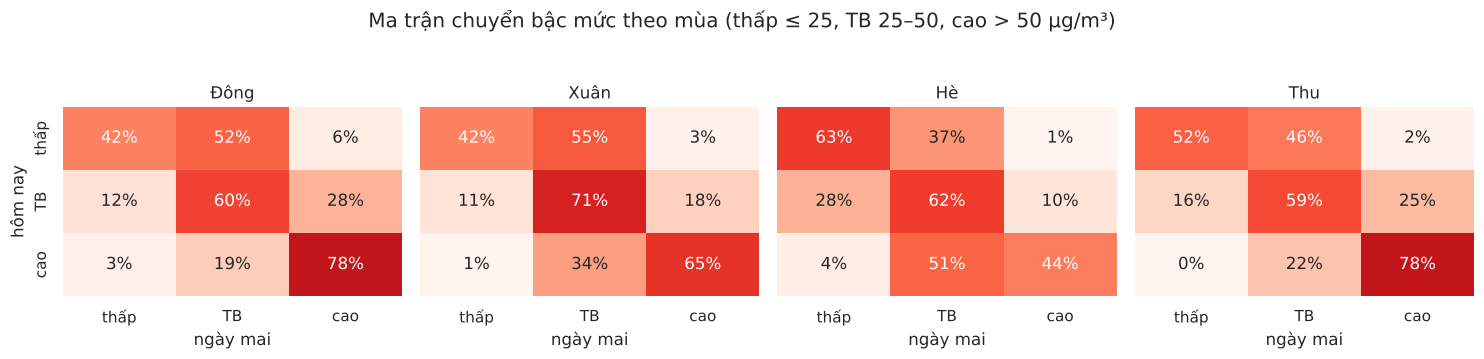 Ma trận chuyển bậc mức theo mùa (thấp ≤ 25, TB 25–50, cao > 50 µg/m³)
Đông Xuân Hè Thu
thấp 42% 52% 6% 42% 55% 3% 63% 37% 1% 52% 46% 2%
hôm nay
TB 12% 60% 28% 11% 71% 18% 28% 62% 10% 16% 59% 25%
cao 3% 19% 78% 1% 34% 65% 4% 51% 44% 0% 22% 78%
thấp TB cao thấp TB cao thấp TB cao thấp TB cao
ngày mai ngày mai ngày mai ngày mai